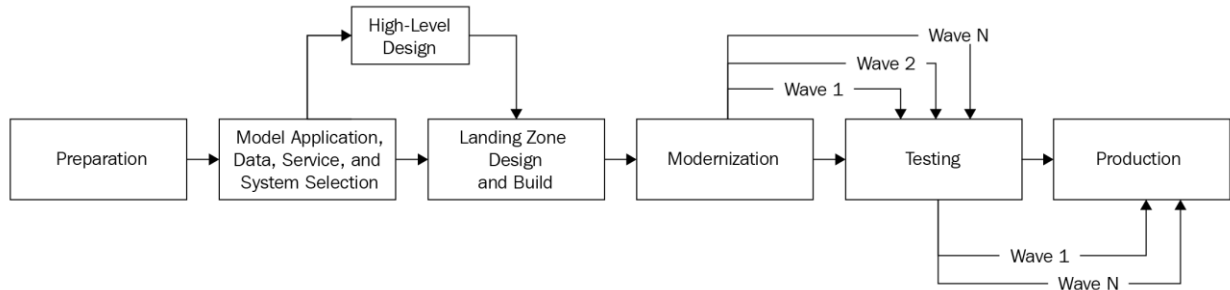 High-Level
Design
Wave N
Wave 2
Wave 1
Preparation
Model Application,
Data, Service, and
System Selection
Landing Zone
Design
and Build
Modernization
Testing
Production
Wave 1
Wave N